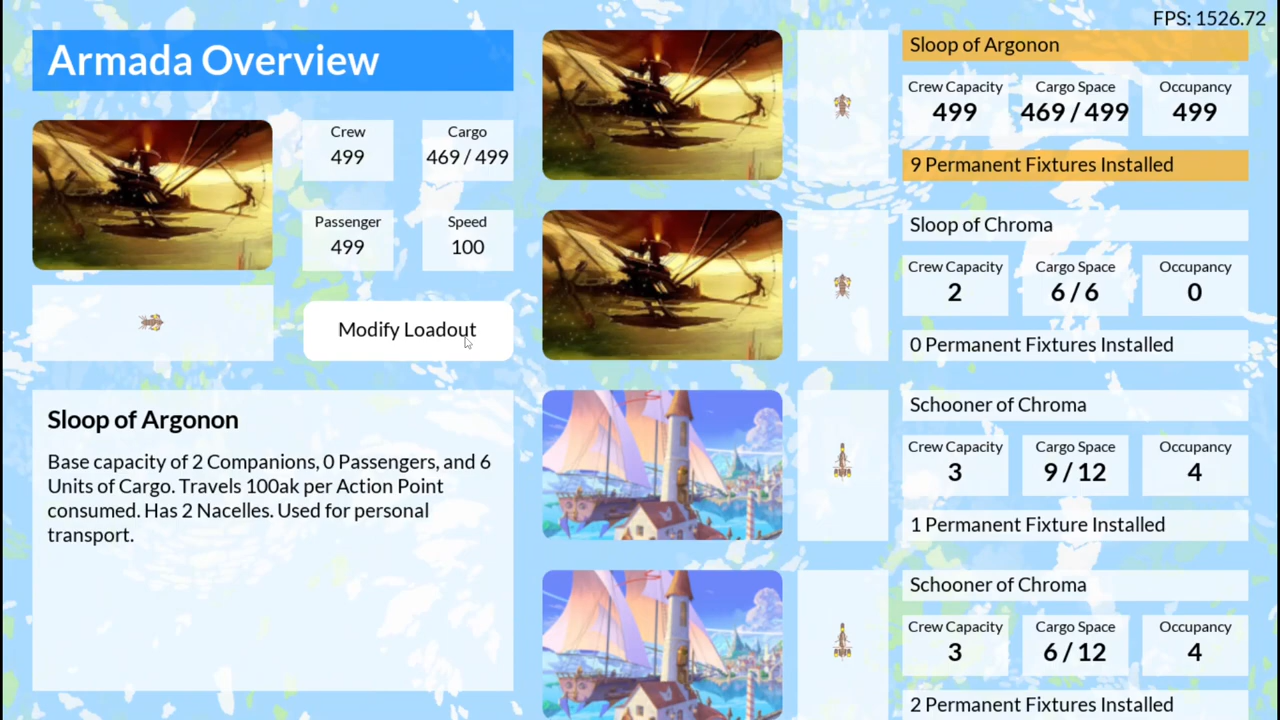 FPS: 1526.72
Armada Overview
Crew
499
Cargo
469 / 499
Passenger
499
Speed
100
Modify Loadout
Sloop of Argonon
Base capacity of 2 Companions, 0 Passengers, and 6
Units of Cargo. Travels 100ak per Action Point
consumed. Has 2 Nacelles. Used for personal
transport.
Sloop of Argonon
Crew Capacity
499
Cargo Space
469 / 499
Occupancy
499
9 Permanent Fixtures Installed
Sloop of Chroma
Crew Capacity
2
Cargo Space
6 / 6
Occupancy
0
0 Permanent Fixtures Installed
Schooner of Chroma
Crew Capacity
3
Cargo Space
9 / 12
Occupancy
4
1 Permanent Fixture Installed
Schooner of Chroma
Crew Capacity
3
Cargo Space
6 / 12
Occupancy
4
2 Permanent Fixtures Installed